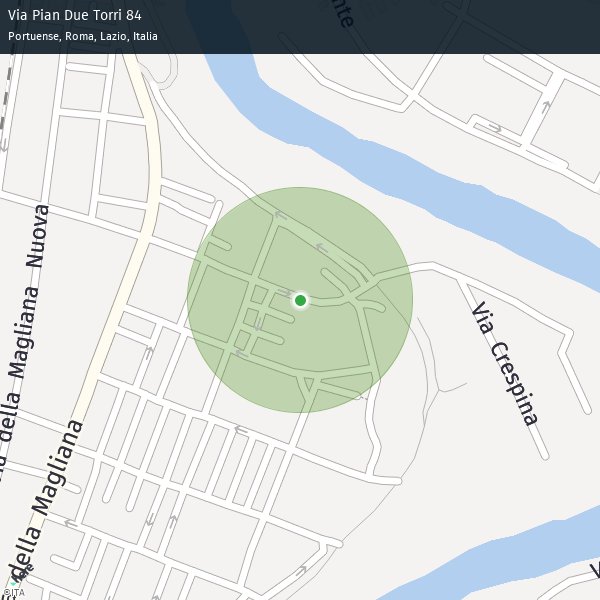 Via Pian Due Torri 84
Portuense, Roma, Lazio, Italia
nte
della Magliana Nuova
Via Crespina
della Magliana
©ITA